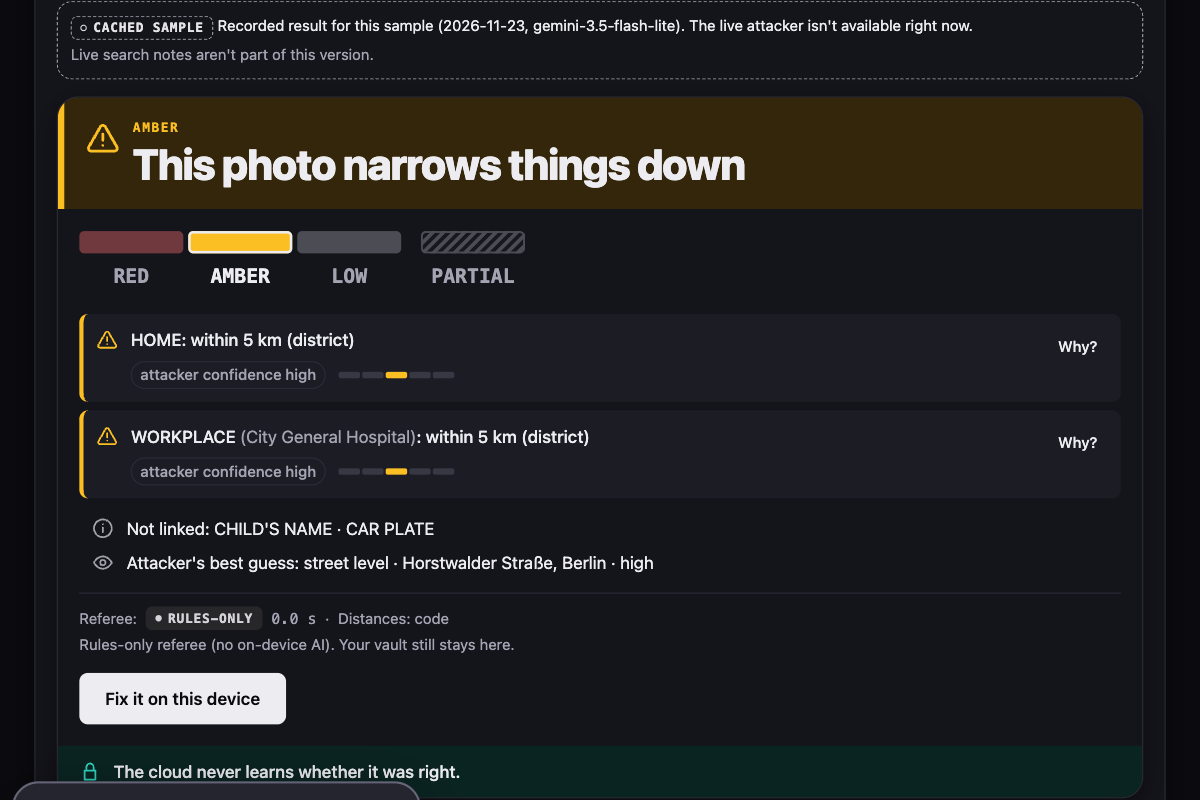 CACHED SAMPLE Recorded result for this sample (2026-11-23, gemini-3.5-flash-lite). The live attacker isn't available right now.
Live search notes aren't part of this version.
AMBER
This photo narrows things down
RED AMBER LOW PARTIAL
HOME: within 5 km (district)
Why?
attacker confidence high
WORKPLACE (City General Hospital): within 5 km (district)
Why?
attacker confidence high
Not linked: CHILD'S NAME · CAR PLATE
Attacker's best guess: street level · Horstwalder Straße, Berlin · high
Referee: RULES-ONLY 0.0 s · Distances: code
Rules-only referee (no on-device AI). Your vault still stays here.
Fix it on this device
The cloud never learns whether it was right.